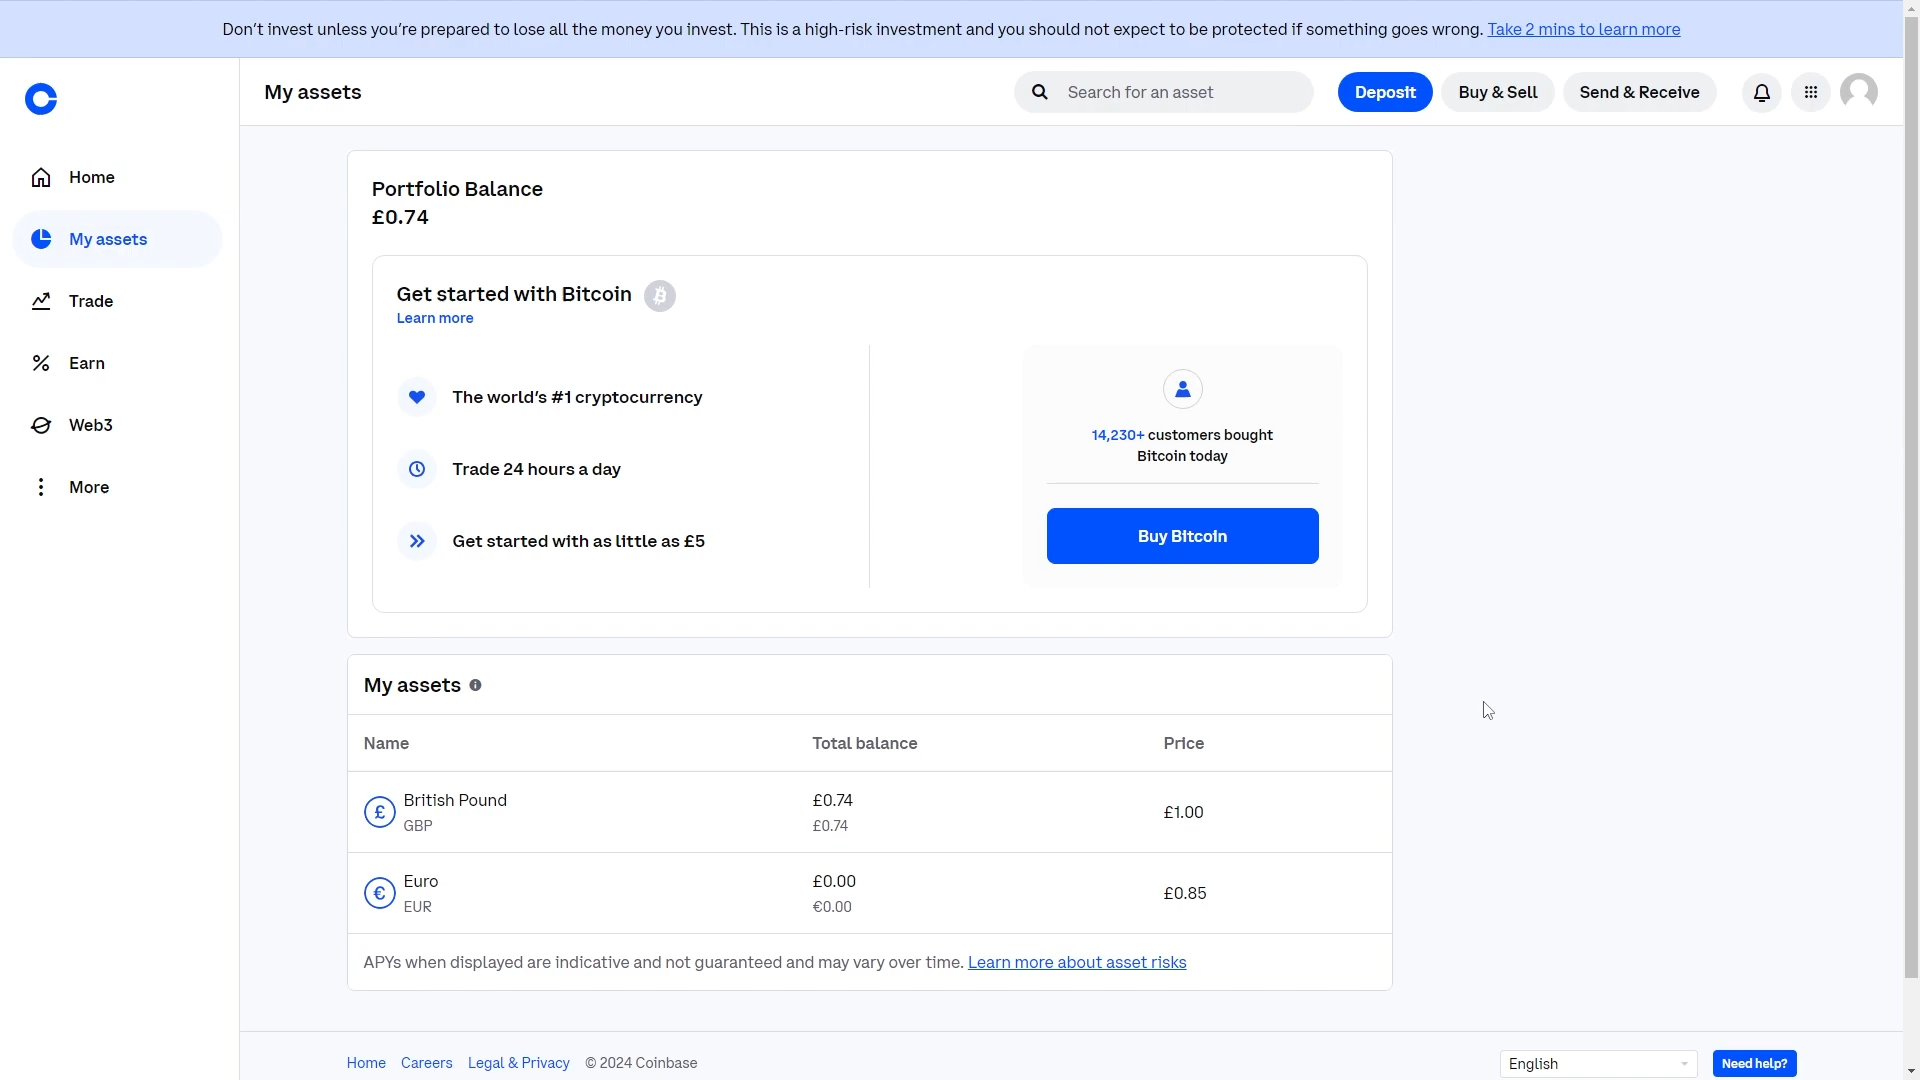 Don't invest unless you're prepared to lose all the money you invest. This is a high-risk investment and you should not expect to be protected if something goes wrong. Take 2 mins to learn more
My assets
Search for an asset
Deposit
Buy & Sell
Send & Receive
Home
My assets
Trade
Earn
Web3
More
Portfolio Balance
£0.74
Get started with Bitcoin
Learn more
The world's #1 cryptocurrency
Trade 24 hours a day
Get started with as little as £5
14,230+ customers bought
Bitcoin today
Buy Bitcoin
My assets
Name Total balance Price
British Pound
GBP
£0.74
£0.74
£1.00
Euro
EUR
£0.00
€0.00
£0.85
APYs when displayed are indicative and not guaranteed and may vary over time. Learn more about asset risks
Home Careers Legal & Privacy © 2024 Coinbase
English
Need help?